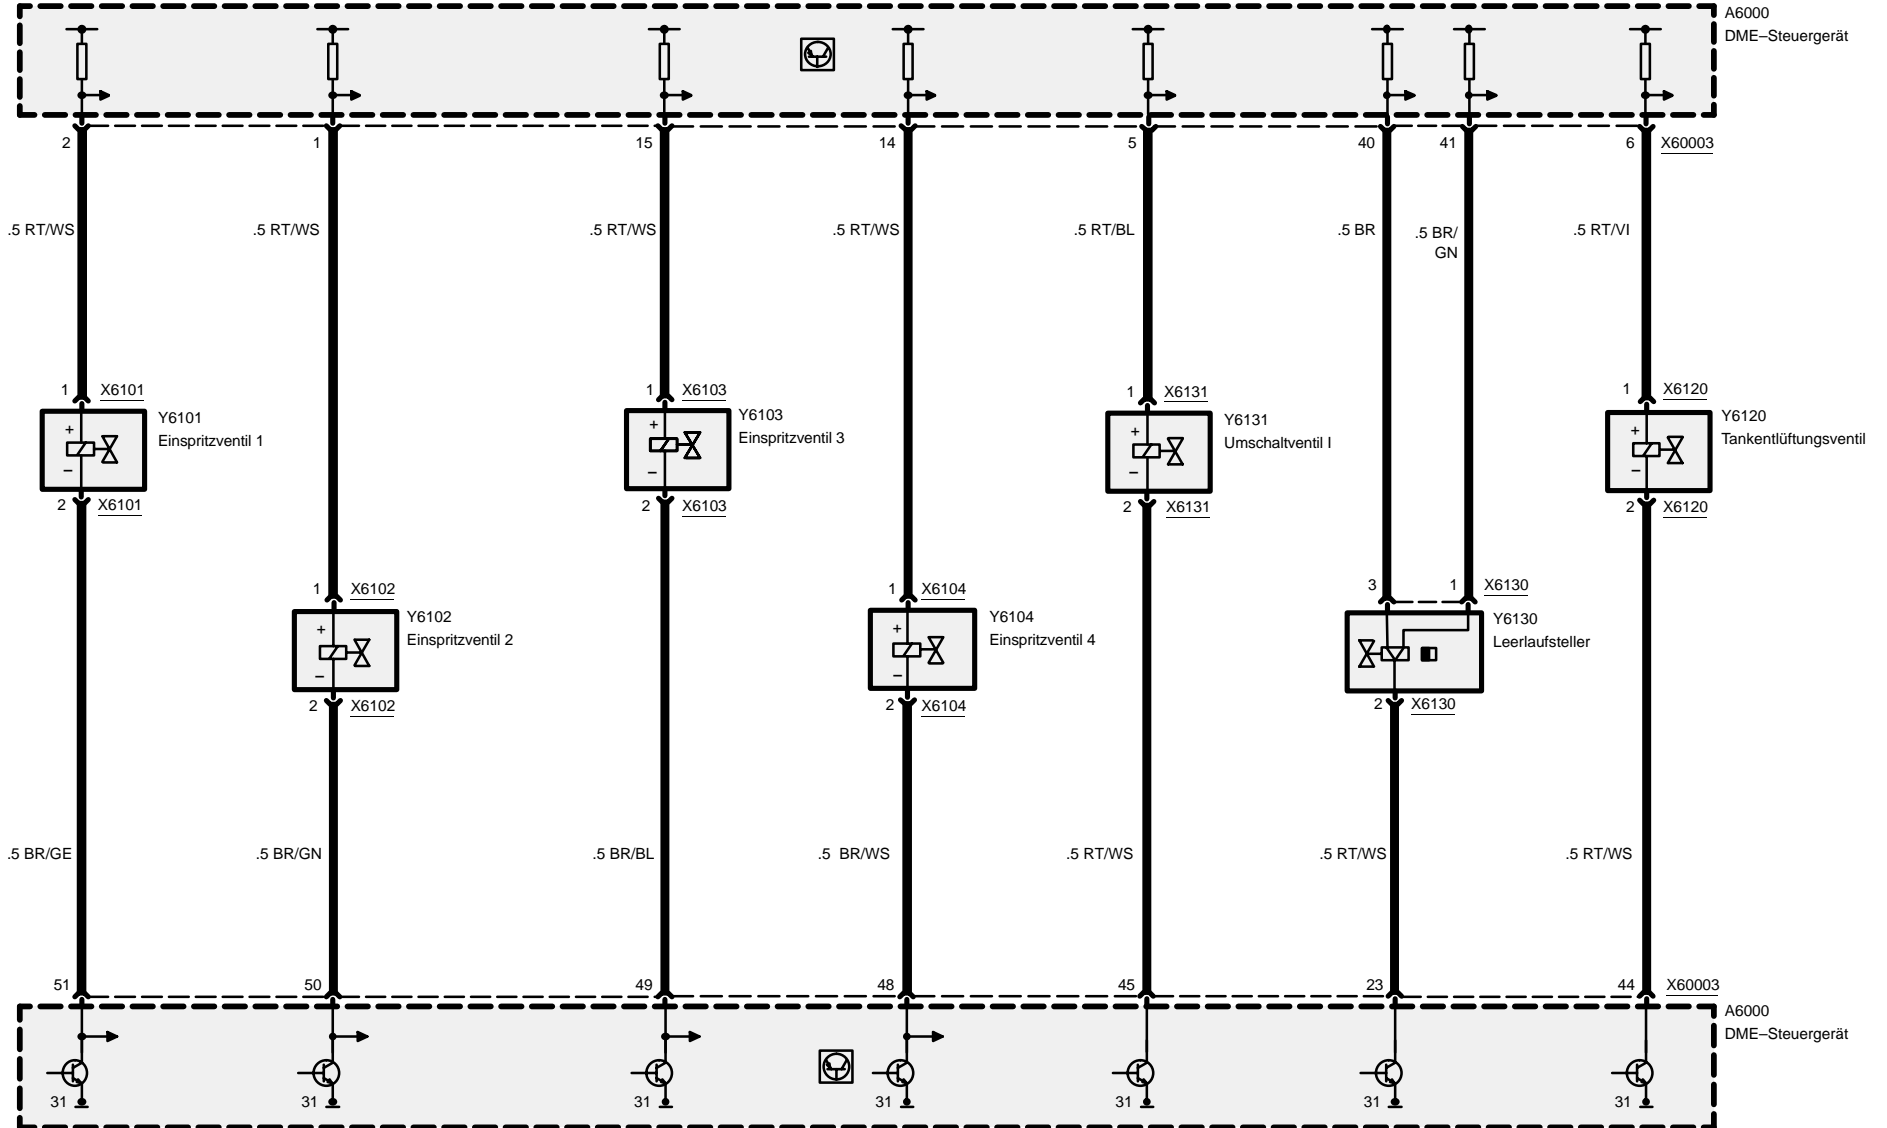 A6000
DME–Steuergerät
2
1
15
14
5
40
41
6
X60003
.5 RT/WS
.5 RT/WS
.5 RT/WS
.5 RT/WS
.5 RT/BL
.5 BR
.5 BR/
GN
.5 RT/VI
1
X6101
1
X6103
1
X6131
1
X6120
Y6101
Einspritzventil 1
Y6103
Einspritzventil 3
Y6131
Umschaltventil I
Y6120
Tankentlüftungsventil
+
–
+
–
+
–
+
–
2
X6101
2
X6103
2
X6131
2
X6120
1
X6102
1
X6104
3
1
X6130
Y6102
Einspritzventil 2
Y6104
Einspritzventil 4
Y6130
Leerlaufsteller
+
–
+
–
2
X6102
2
X6104
2
X6130
.5 BR/GE
.5 BR/GN
.5 BR/BL
.5 BR/WS
.5 RT/WS
.5 RT/WS
.5 RT/WS
51
50
49
48
45
23
44
X60003
A6000
DME–Steuergerät
31
31
31
31
31
31
31